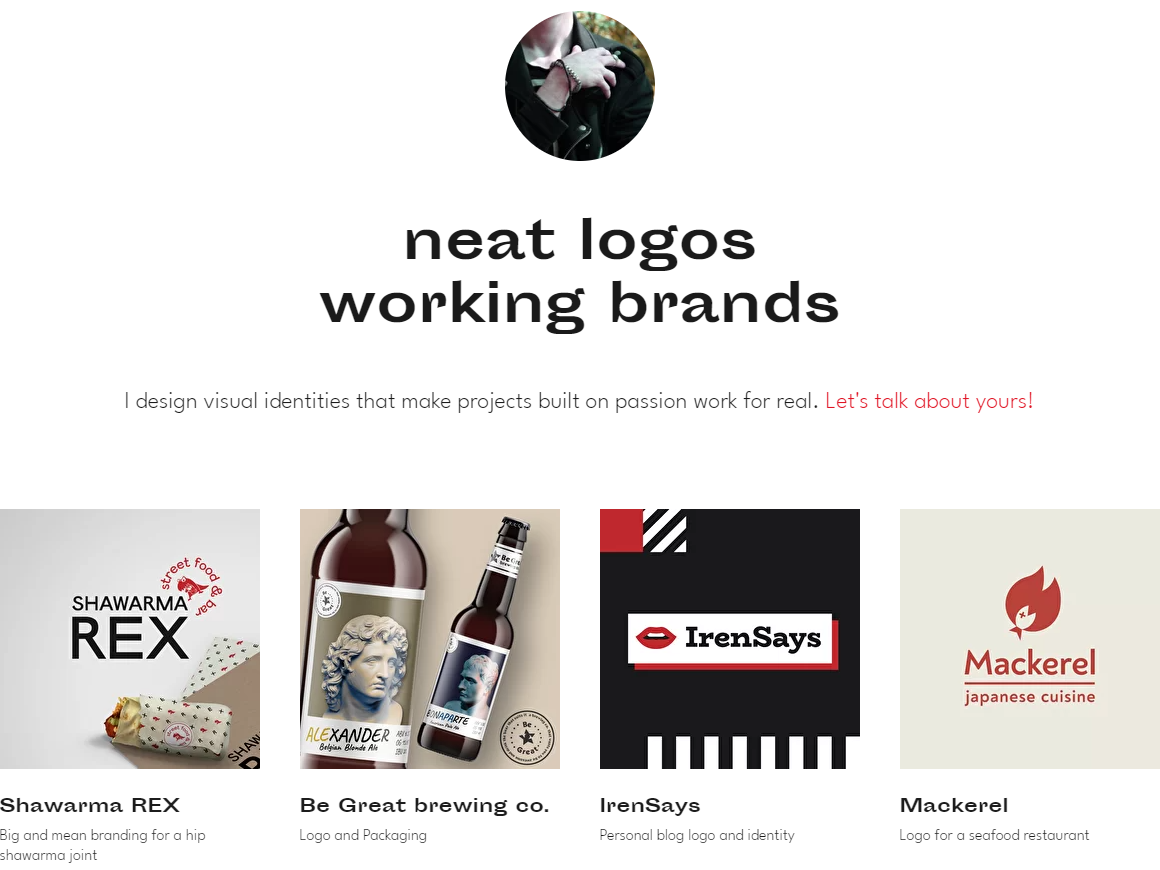 neat logos
working brands
I design visual identities that make projects built on passion work for real. Let's talk about yours!
street food & bar
SHAWARMA
REX
Be
Great
ALEXANDER
Belgian Blonde Ale
BONAPARTE
Be
Great
IrenSays
Mackerel
japanese cuisine
Shawarma REX
Big and mean branding for a hip
shawarma joint
Be Great brewing co.
Logo and Packaging
IrenSays
Personal blog logo and identity
Mackerel
Logo for a seafood restaurant